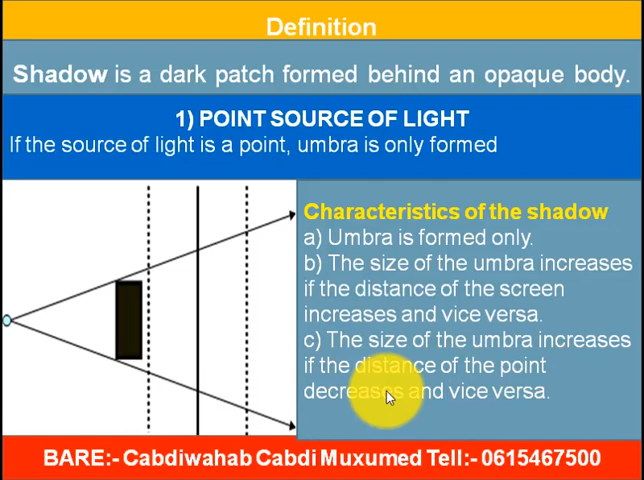 Definition
Shadow is a dark patch formed behind an opaque body.
1) POINT SOURCE OF LIGHT
If the source of light is a point, umbra is only formed
Characteristics of the shadow
a) Umbra is formed only.
b) The size of the umbra increases
if the distance of the screen
increases and vice versa.
c) The size of the umbra increases
if the distance of the point
decreases and vice versa.
BARE:- Cabdiwahab Cabdi Muxumed Tell:- 0615467500